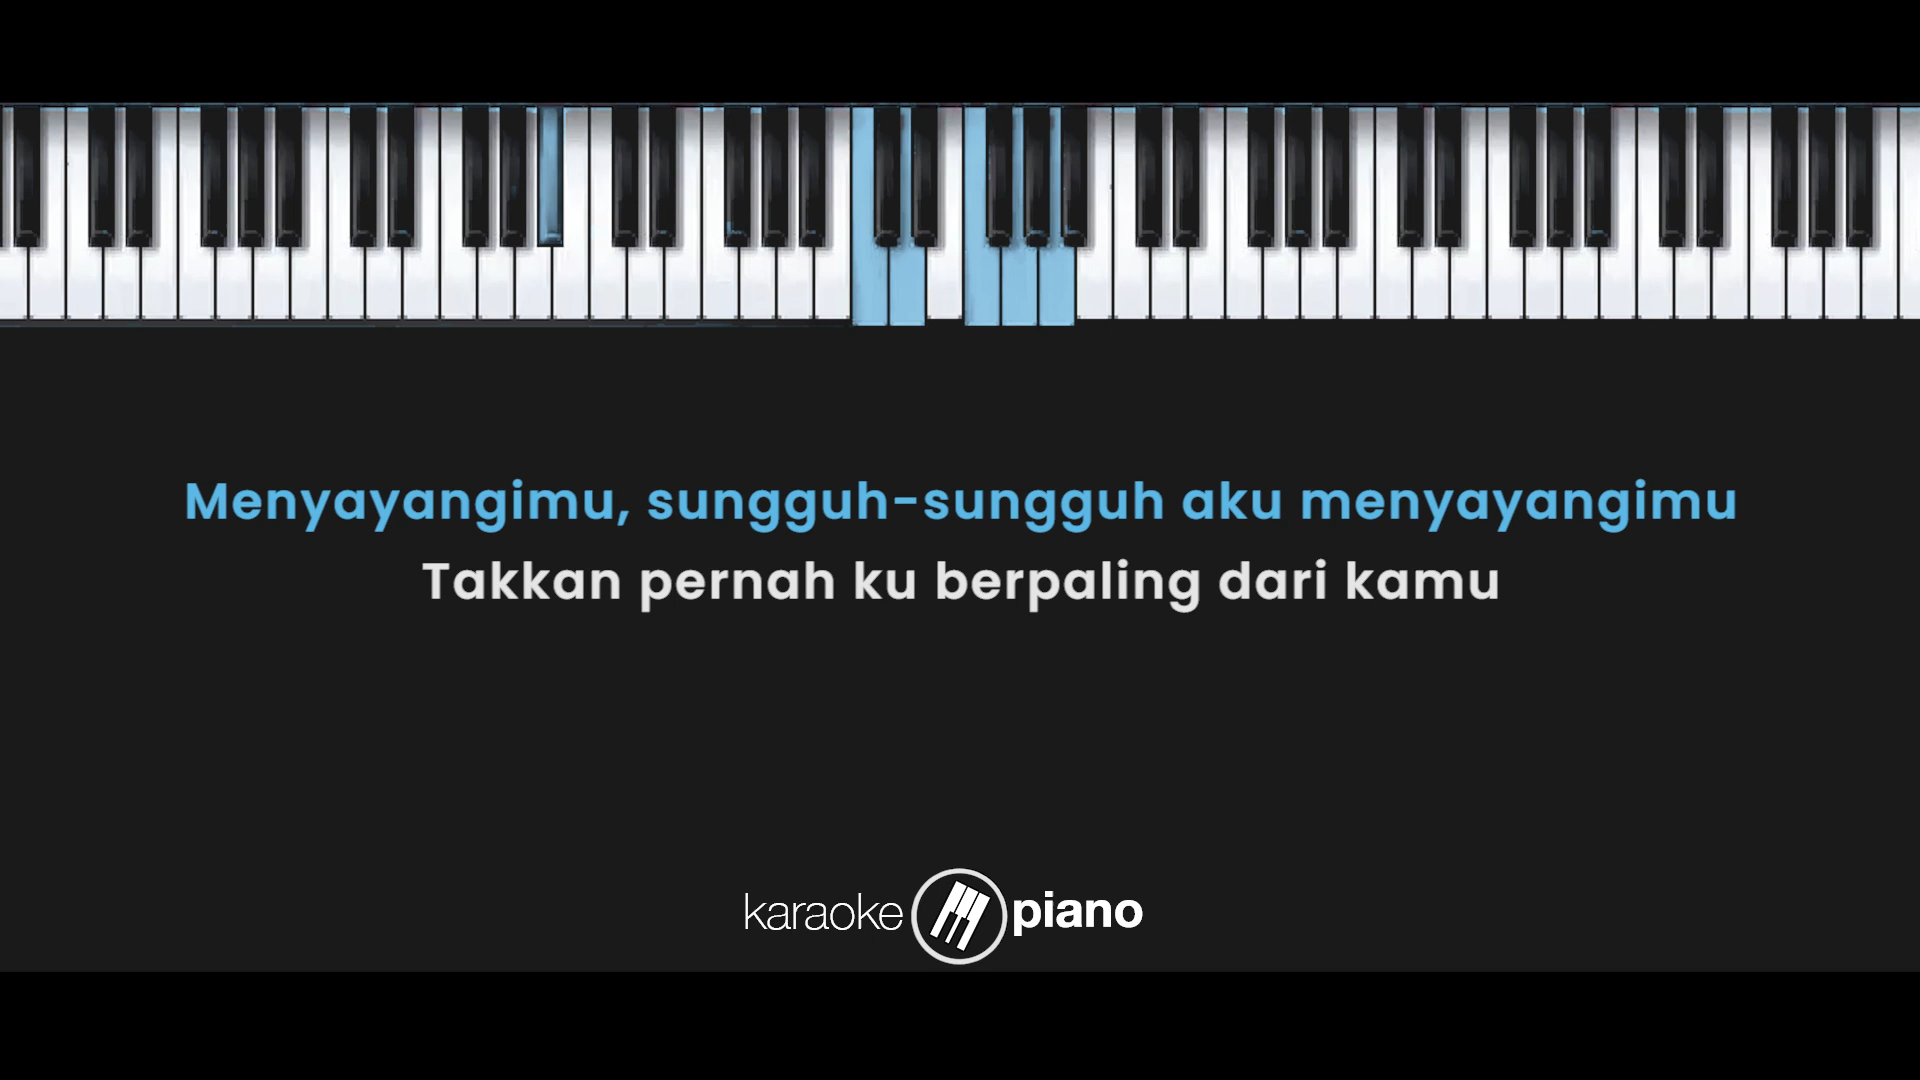 Menyayangimu, sungguh-sungguh aku menyayangimu
Takkan pernah ku berpaling dari kamu
karaoke piano